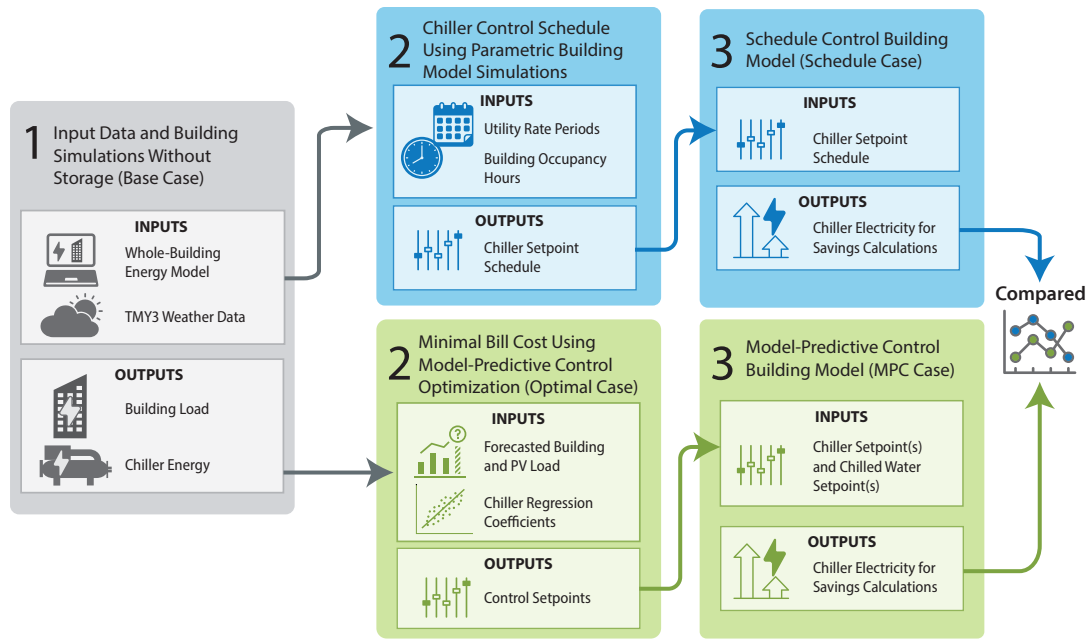 1
Input Data and Building
Simulations Without
Storage (Base Case)
INPUTS
Whole-Building
Energy Model
TMY3 Weather Data
OUTPUTS
Building Load
Chiller Energy
2
Chiller Control Schedule
Using Parametric Building
Model Simulations
INPUTS
Utility Rate Periods
Building Occupancy
Hours
OUTPUTS
Chiller Setpoint
Schedule
3
Schedule Control Building
Model (Schedule Case)
INPUTS
Chiller Setpoint
Schedule
OUTPUTS
Chiller Electricity for
Savings Calculations
2
Minimal Bill Cost Using
Model-Predictive Control
Optimization (Optimal Case)
INPUTS
?
Forecasted Building
and PV Load
Chiller Regression
Coefficients
OUTPUTS
Control Setpoints
3
Model-Predictive Control
Building Model (MPC Case)
INPUTS
Chiller Setpoint(s)
and Chilled Water
Setpoint(s)
OUTPUTS
Chiller Electricity for
Savings Calculations
Compared